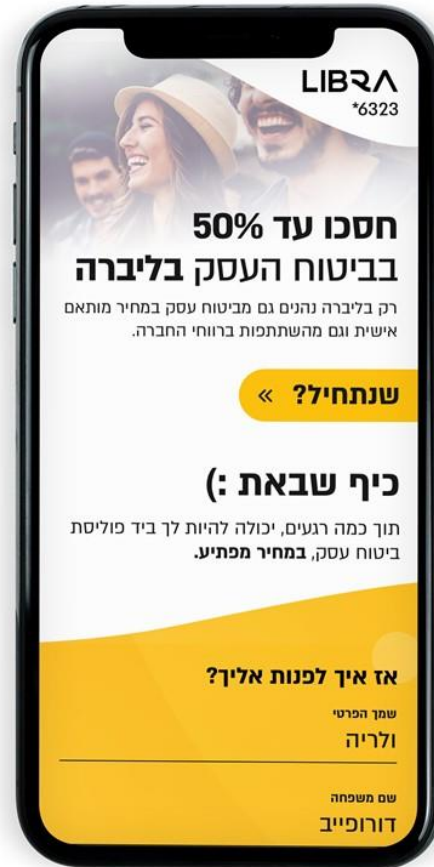 LIBRA
*6323
חסכו עד 50%
בביטוח העסק בליברה
רק בליברה נהנים גם מביטוח עסק במחיר מותאם
אישית וגם מהשתתפות ברווחי החברה.
שנתחיל? »
כיף שבאת :)
תוך כמה רגעים, יכולה להיות לך ביד פוליסת
ביטוח עסק, במחיר מפתיע.
אז איך לפנות אליך?
שמך הפרטי
ולריה
שם משפחה
דורופייב